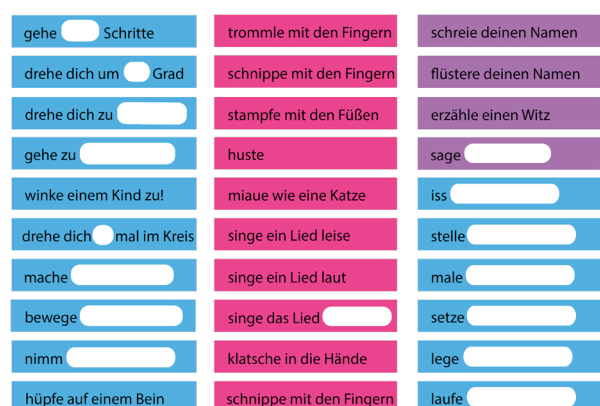 gehe Schritte
drehe dich um Grad
drehe dich zu
gehe zu
winke einem Kind zu!
drehe dich mal im Kreis
mache
bewege
nimm
hüpfe auf einem Bein
trommle mit den Fingern
schnippe mit den Fingern
stampfe mit den Füßen
huste
miaue wie eine Katze
singe ein Lied leise
singe ein Lied laut
singe das Lied
klatsche in die Hände
schnippe mit den Fingern
schreie deinen Namen
flüstere deinen Namen
erzähle einen Witz
sage
iss
stelle
male
setze
lege
laufe